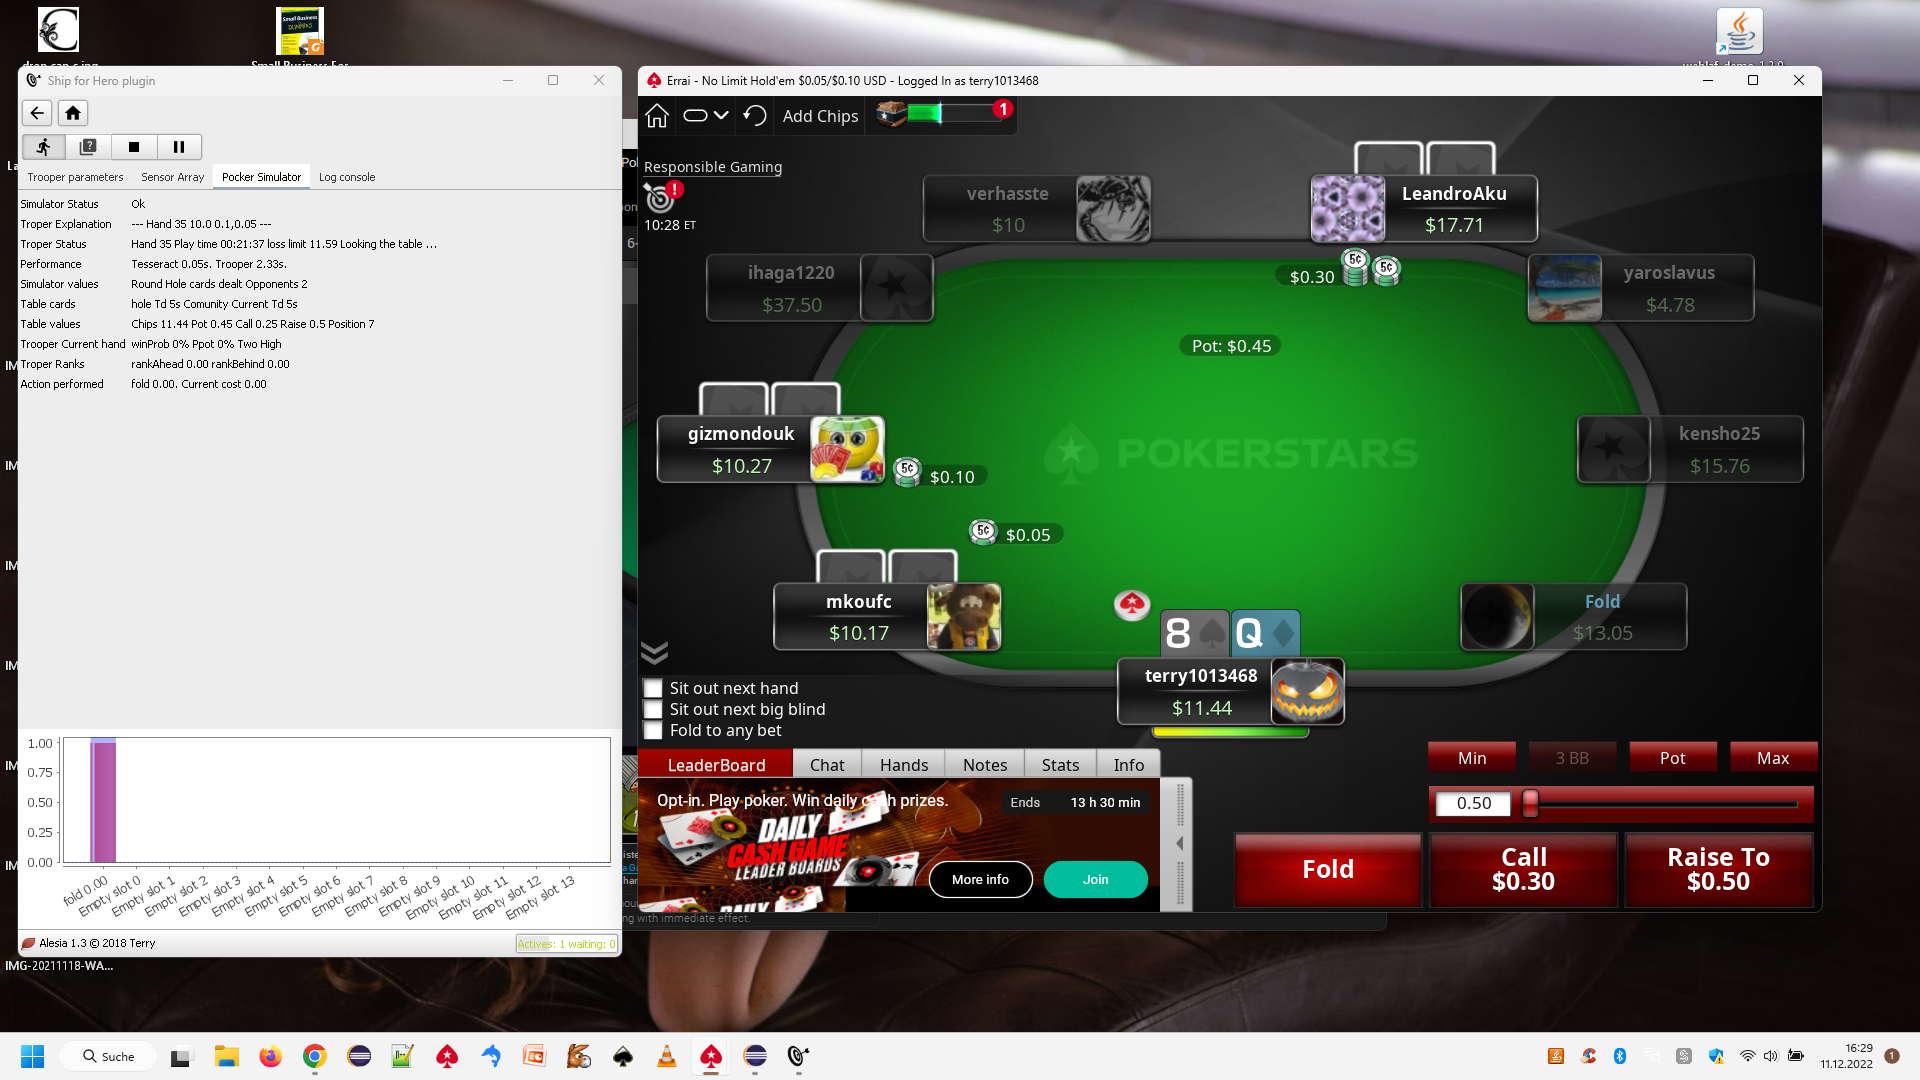 Ship for Hero plugin
Trooper parameters
Sensor Array
Pocker Simulator
Log console
Simulator Status Ok
Troper Explanation --- Hand 35 10.0 0.1,0.05 ---
Troper Status Hand 35 Play time 00:21:37 loss limit 11.59 Looking the table ...
Performance Tesseract 0.05s. Trooper 2.33s.
Simulator values Round Hole cards dealt Opponents 2
Table cards hole Td 5s Comunity Current Td 5s
Table values Chips 11.44 Pot 0.45 Call 0.25 Raise 0.5 Position 7
Trooper Current hand winProb 0% Ppot 0% Two High
Troper Ranks rankAhead 0.00 rankBehind 0.00
Action performed fold 0.00. Current cost 0.00
1.00
0.75
0.50
0.25
0.00
fold 0.00
Empty slot 0
Empty slot 1
Empty slot 2
Empty slot 3
Empty slot 4
Empty slot 5
Empty slot 6
Empty slot 7
Empty slot 8
Empty slot 9
Empty slot 10
Empty slot 11
Empty slot 12
Empty slot 13
Alesia 1.3 © 2018 Terry
Actives: 1 waiting: 0
IMG-20211118-WA...
Errai - No Limit Hold'em $0.05/$0.10 USD - Logged In as terry1013468
Add Chips
1
Responsible Gaming
10:28 ET
verhasste
$10
LeandroAku
$17.71
ihaga1220
$37.50
$0.30
5¢
5¢
yaroslavus
$4.78
Pot: $0.45
gizmondouk
$10.27
5¢
$0.10
POKERSTARS
kensho25
$15.76
5¢
$0.05
mkoufc
$10.17
8 Q
Fold
$13.05
terry1013468
$11.44
Sit out next hand
Sit out next big blind
Fold to any bet
LeaderBoard
Chat
Hands
Notes
Stats
Info
Opt-in. Play poker. Win daily cash prizes.
Ends 13 h 30 min
DAILY
CASH GAME
LEADER BOARDS
More info
Join
Min
3 BB
Pot
Max
0.50
Fold
Call
$0.30
Raise To
$0.50
ng with immediate effect.
Suche
16:29
11.12.2022
1